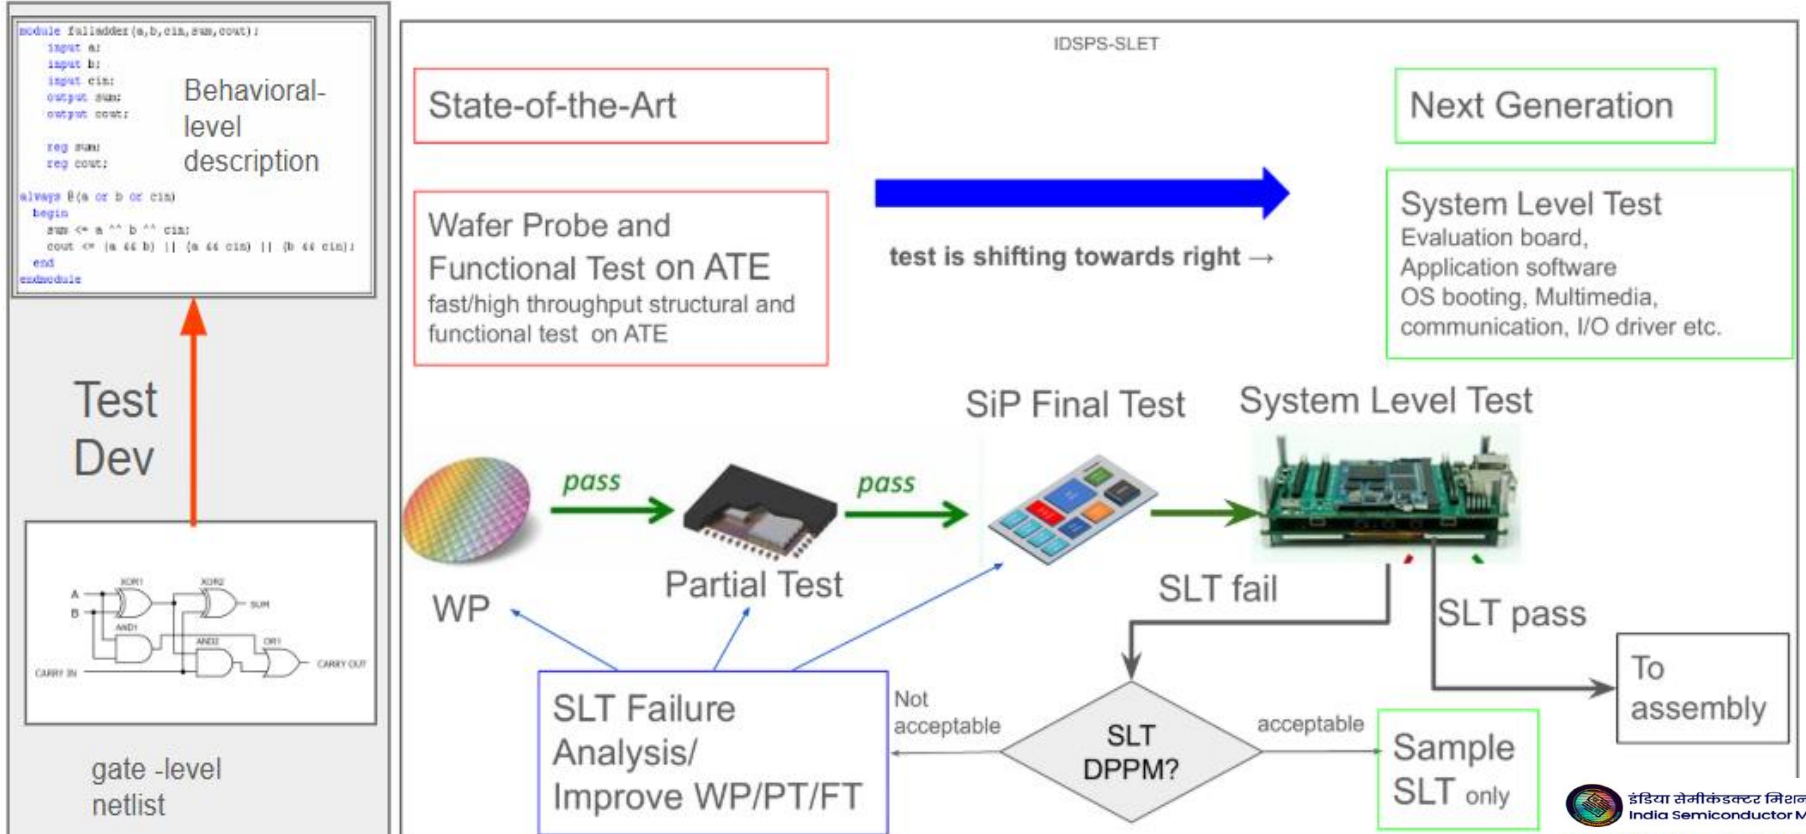 module fulladder(a,b,cin,sum,cout);
input a;
input b;
input cin;
output sum;
output cout;
reg sum;
reg cout;
always @(a or b or cin)
begin
sum <= a ^^ b ^^ cin;
cout <= (a && b) || (a && cin) || (b && cin);
end
endmodule
Behavioral-
level
description
Test
Dev
XOR1
XOR2
A
B
SUM
AND1
AND2
OR1
CARRY IN
CARRY OUT
gate -level
netlist
IDSPS-SLET
State-of-the-Art
Next Generation
Wafer Probe and
Functional Test on ATE
fast/high throughput structural and
functional test on ATE
test is shifting towards right →
System Level Test
Evaluation board,
Application software
OS booting, Multimedia,
communication, I/O driver etc.
SiP Final Test
System Level Test
pass
pass
WP
Partial Test
SLT fail
SLT pass
To
assembly
SLT Failure
Analysis/
Improve WP/PT/FT
Not
acceptable
SLT
DPPM?
acceptable
Sample
SLT only
इंडिया सेमीकंडक्टर मिशन
India Semiconductor M